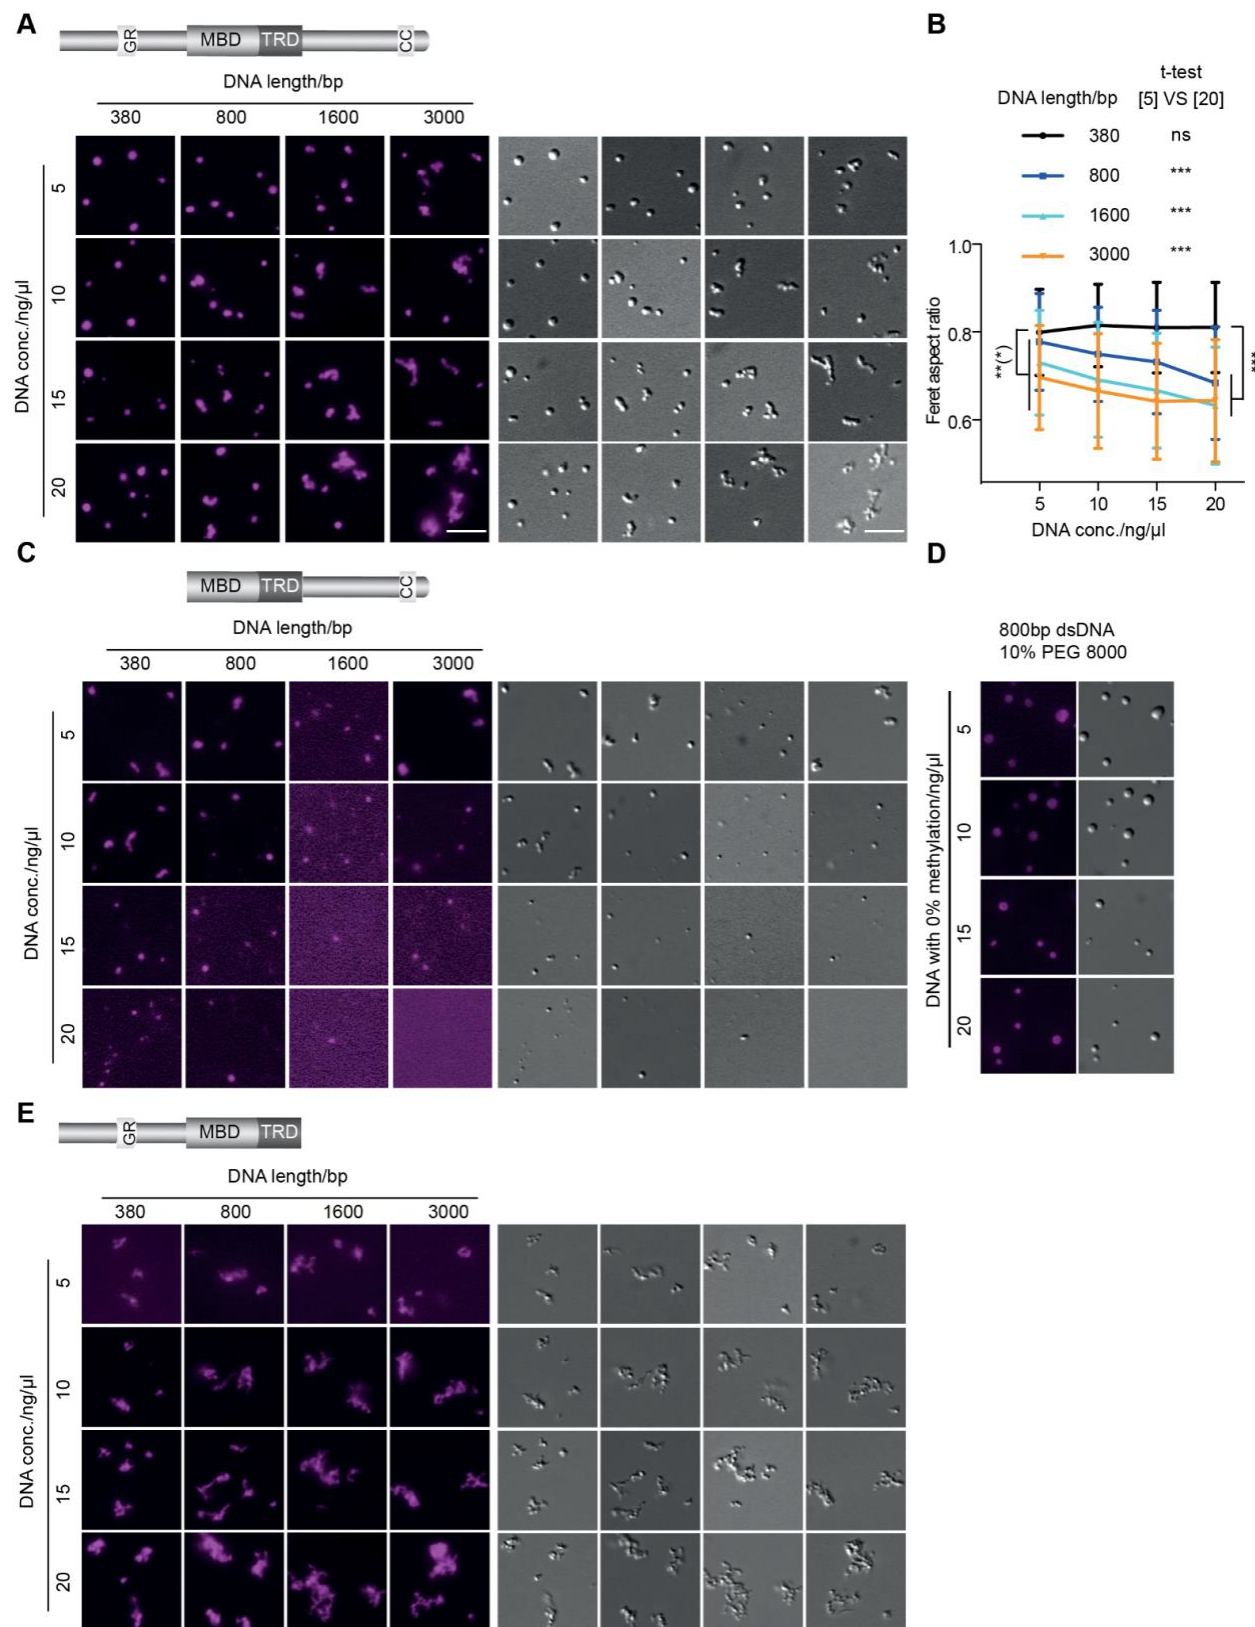 A
GR MBD TRD CC
DNA length/bp
380 800 1600 3000
DNA conc./ng/µl
5
10
15
20
B
t-test
DNA length/bp [5] VS [20]
380 ns
800 ***
1600 ***
3000 ***
Feret aspect ratio
1.0
0.8
0.6
**(*)
***
5 10 15 20
DNA conc./ng/µl
C
MBD TRD CC
DNA length/bp
380 800 1600 3000
DNA conc./ng/µl
5
10
15
20
D
800bp dsDNA
10% PEG 8000
DNA with 0% methylation/ng/µl
5
10
15
20
E
GR MBD TRD
DNA length/bp
380 800 1600 3000
DNA conc./ng/µl
5
10
15
20